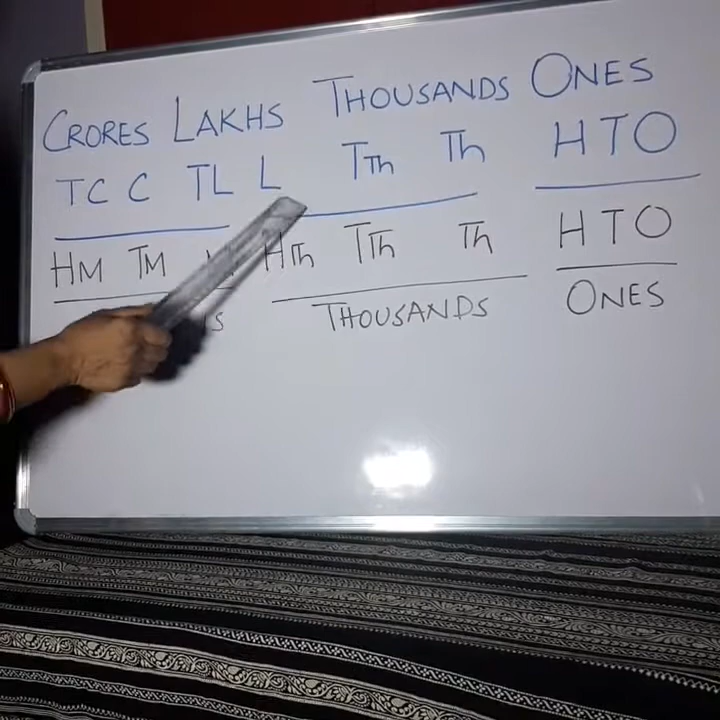 CRORES LAKHS THOUSANDS ONES
TC C TL L TTh Th HTO
HM TM HTh TTh Th HTO
THOUSANDS ONES